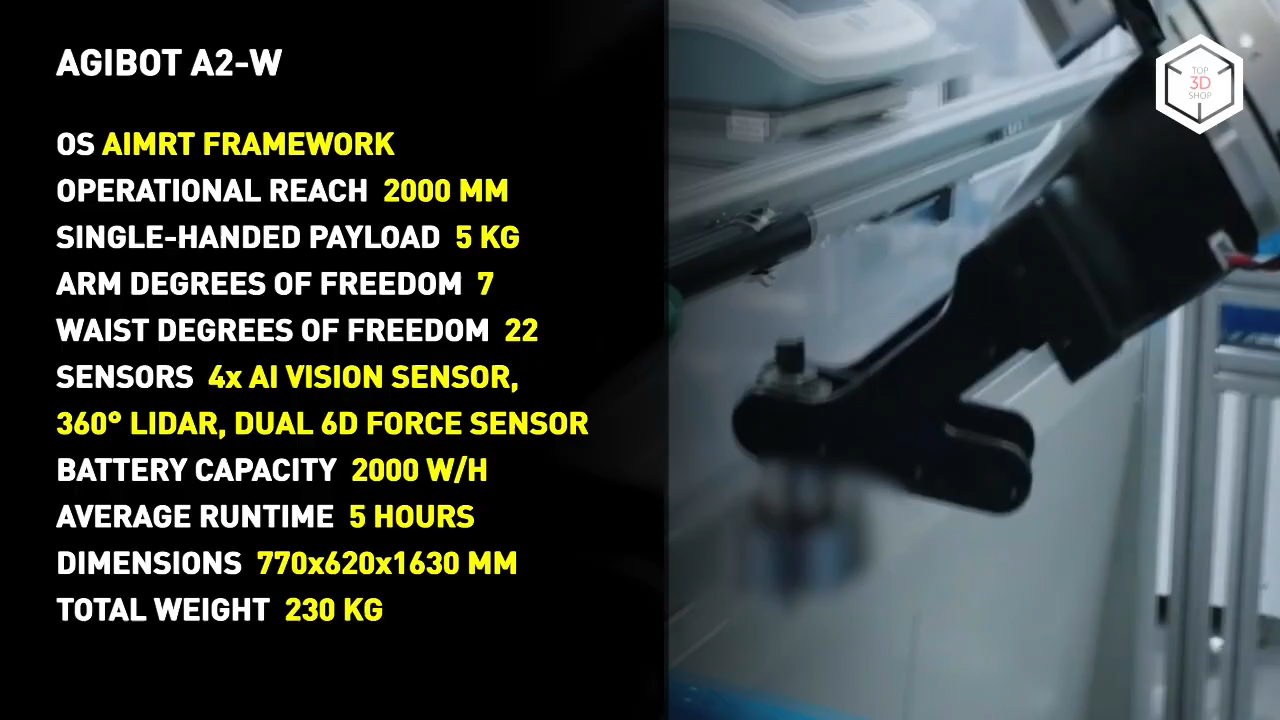 AGIBOT A2-W
OS AIMRT FRAMEWORK
OPERATIONAL REACH 2000 MM
SINGLE-HANDED PAYLOAD 5 KG
ARM DEGREES OF FREEDOM 7
WAIST DEGREES OF FREEDOM 22
SENSORS 4x AI VISION SENSOR,
360° LIDAR, DUAL 6D FORCE SENSOR
BATTERY CAPACITY 2000 W/H
AVERAGE RUNTIME 5 HOURS
DIMENSIONS 770x620x1630 MM
TOTAL WEIGHT 230 KG
TOP
3D
SHOP